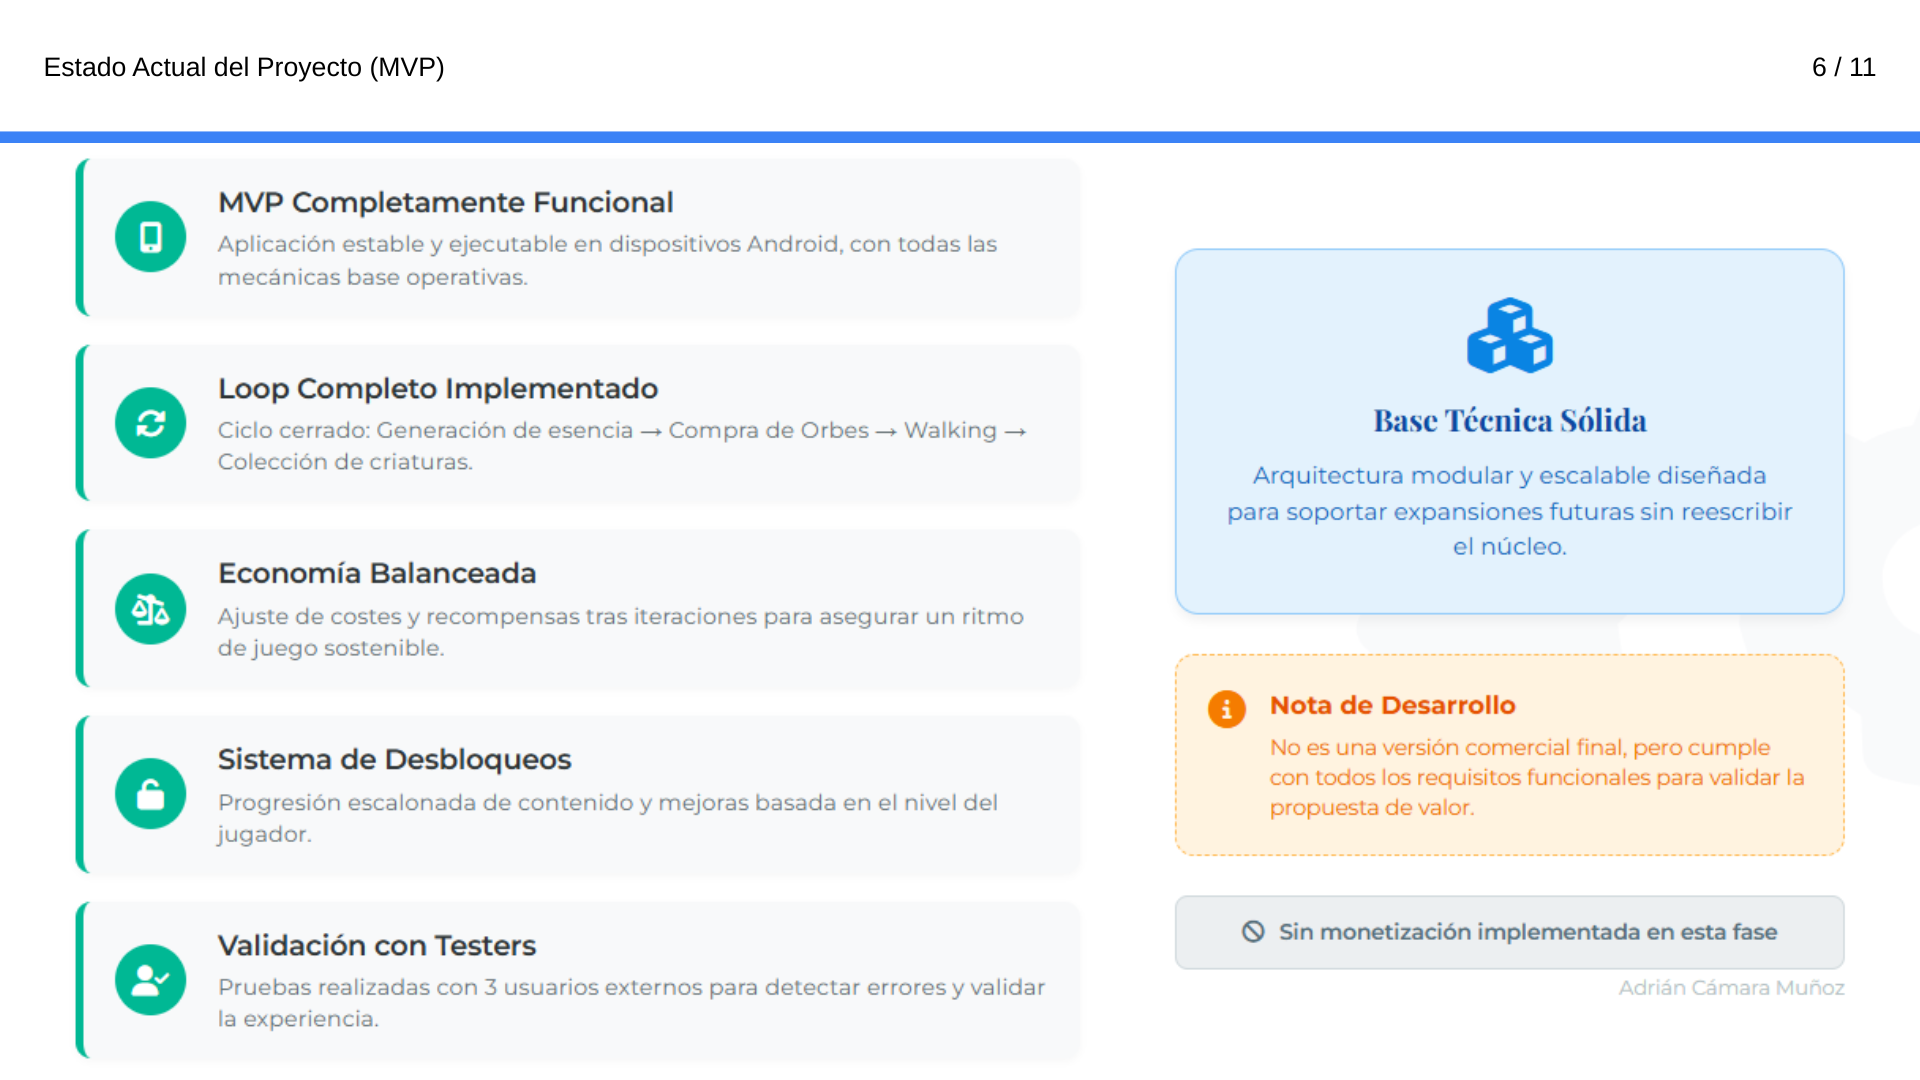 Estado Actual del Proyecto (MVP)
6 / 11
MVP Completamente Funcional
Aplicación estable y ejecutable en dispositivos Android, con todas las
mecánicas base operativas.
Loop Completo Implementado
Ciclo cerrado: Generación de esencia → Compra de Orbes → Walking →
Colección de criaturas.
Economía Balanceada
Ajuste de costes y recompensas tras iteraciones para asegurar un ritmo
de juego sostenible.
Sistema de Desbloqueos
Progresión escalonada de contenido y mejoras basada en el nivel del
jugador.
Validación con Testers
Pruebas realizadas con 3 usuarios externos para detectar errores y validar
la experiencia.
Base Técnica Sólida
Arquitectura modular y escalable diseñada
para soportar expansiones futuras sin reescribir
el núcleo.
Nota de Desarrollo
No es una versión comercial final, pero cumple
con todos los requisitos funcionales para validar la
propuesta de valor.
Sin monetización implementada en esta fase
Adrián Cámara Muñoz